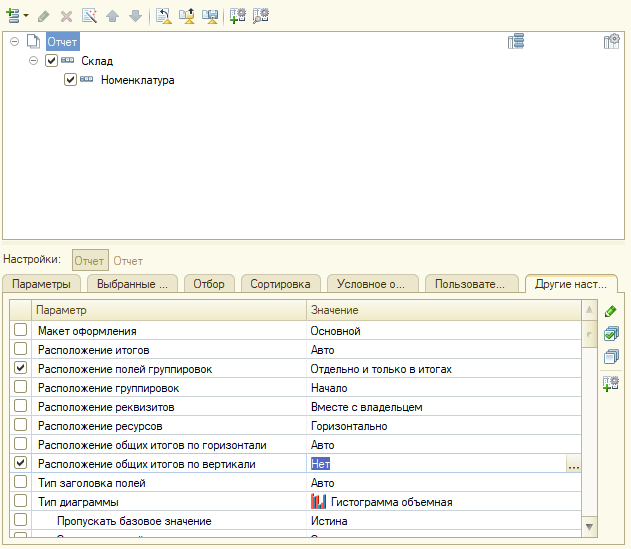 Отчет
Склад
Номенклатура
Настройки: Отчет Отчет
Параметры Выбранные ... Отбор Сортировка Условное о... Пользовате... Другие наст...
Параметр Значение
Макет оформления Основной
Расположение итогов Авто
Расположение полей группировок Отдельно и только в итогах
Расположение группировок Начало
Расположение реквизитов Вместе с владельцем
Расположение ресурсов Горизонтально
Расположение общих итогов по горизонтали Авто
Расположение общих итогов по вертикали Нет ...
Тип заголовка полей Авто
Тип диаграммы Гистограмма объемная
Пропускать базовое значение Истина